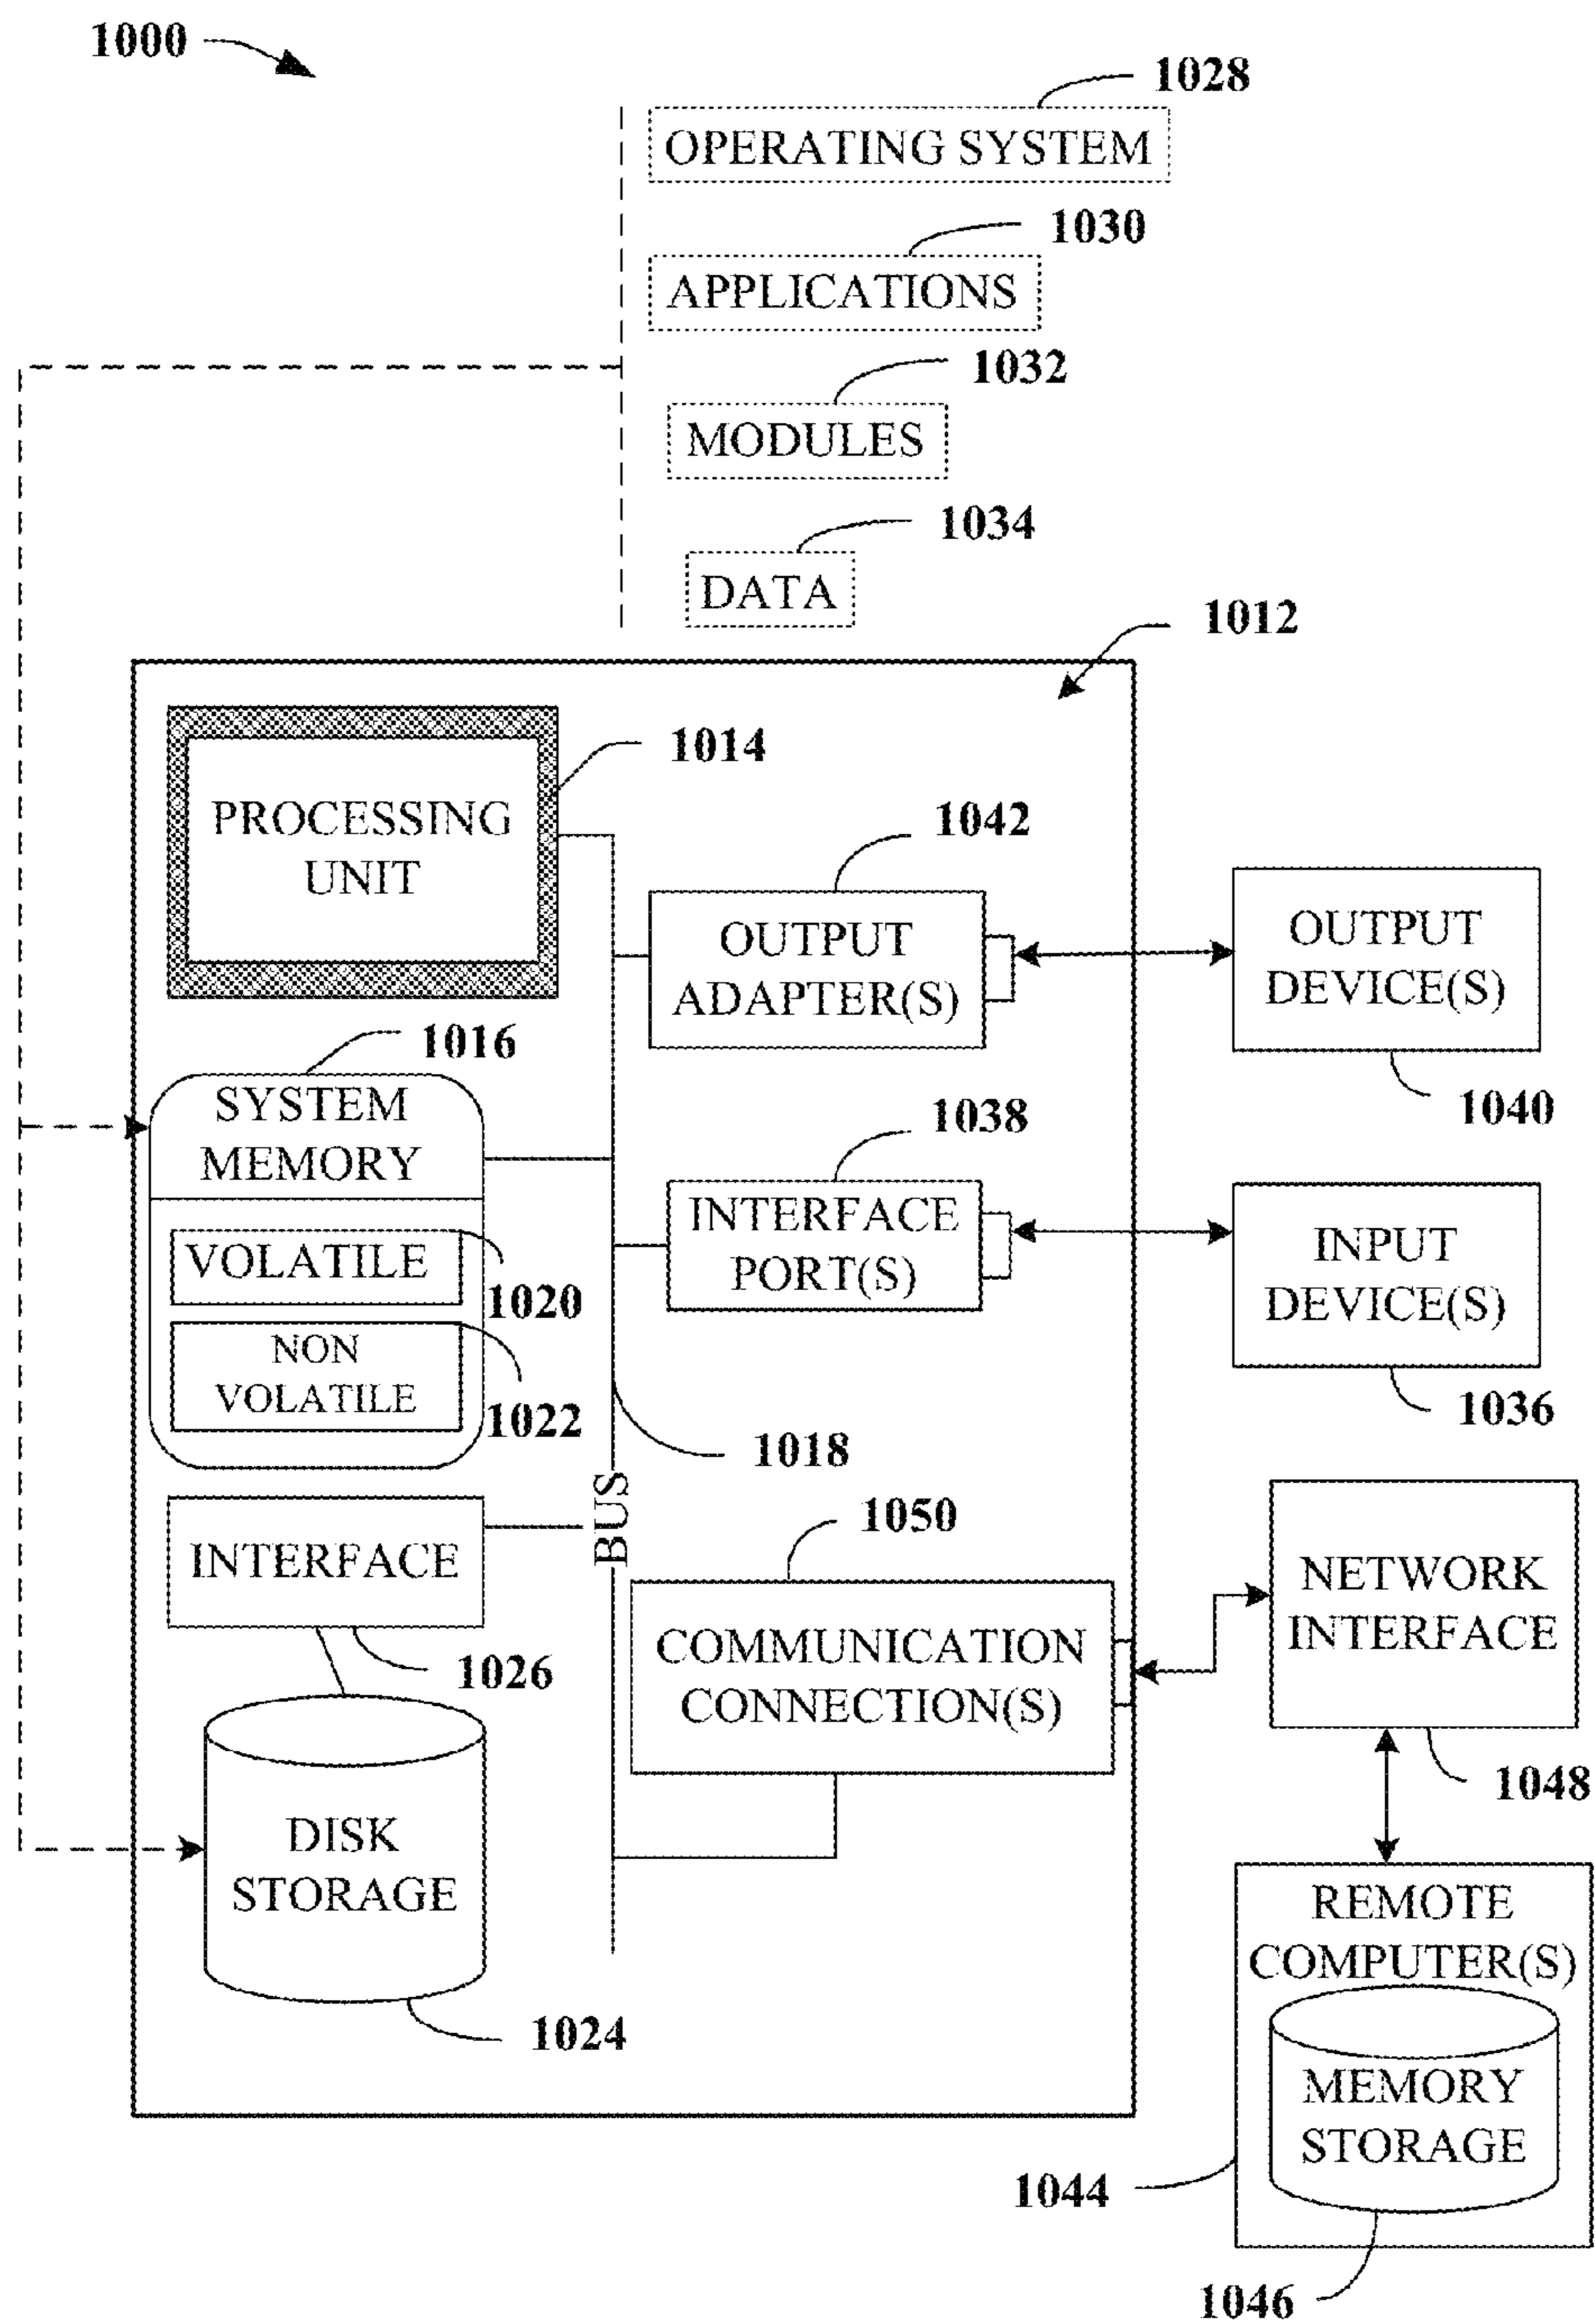 1000
1028
OPERATING SYSTEM
1030
APPLICATIONS
1032
MODULES
1034
DATA
1012
PROCESSING
UNIT
1014
1042
OUTPUT
ADAPTER(S)
OUTPUT
DEVICE(S)
1040
1016
SYSTEM
MEMORY
VOLATILE
1020
NON
VOLATILE
1022
1038
INTERFACE
PORT(S)
INPUT
DEVICE(S)
1036
1018
BUS
INTERFACE
1026
1050
COMMUNICATION
CONNECTION(S)
NETWORK
INTERFACE
1048
DISK
STORAGE
1024
REMOTE
COMPUTER(S)
MEMORY
STORAGE
1044
1046